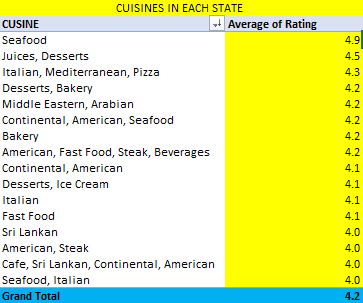 CUISINES IN EACH STATE
CUSINE Average of Rating
Seafood 4.9
Juices, Desserts 4.5
Italian, Mediterranean, Pizza 4.3
Desserts, Bakery 4.2
Middle Eastern, Arabian 4.2
Continental, American, Seafood 4.2
Bakery 4.2
American, Fast Food, Steak, Beverages 4.2
Continental, American 4.1
Desserts, Ice Cream 4.1
Italian 4.1
Fast Food 4.1
Sri Lankan 4.0
American, Steak 4.0
Cafe, Sri Lankan, Continental, American 4.0
Seafood, Italian 4.0
Grand Total 4.2